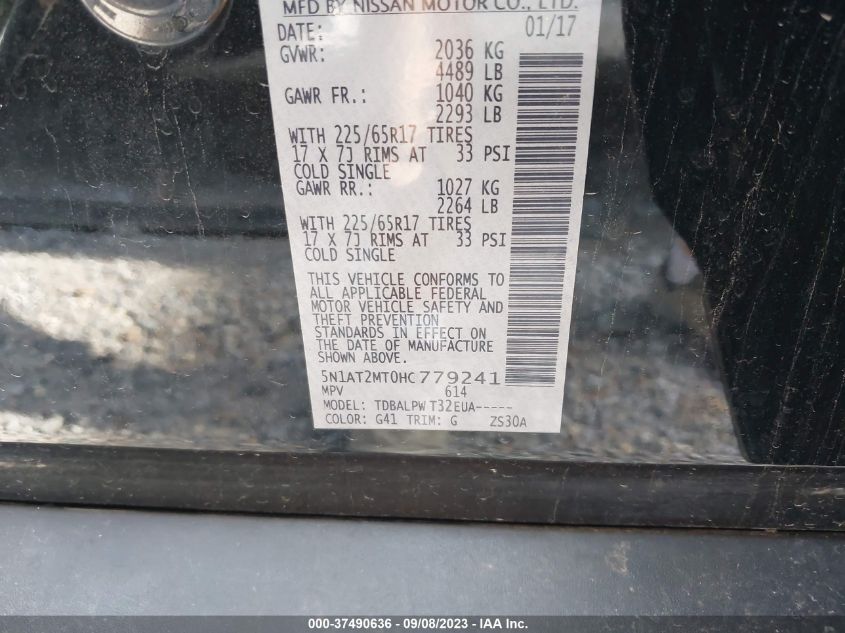 MFD BY NISSAN MOTOR CO., LTD.
DATE: 01/17
GVWR: 2036 KG
4489 LB
GAWR FR.: 1040 KG
2293 LB
WITH 225/65R17 TIRES
17 X 7J RIMS AT 33 PSI
COLD SINGLE
GAWR RR.: 1027 KG
2264 LB
WITH 225/65R17 TIRES
17 X 7J RIMS AT 33 PSI
COLD SINGLE
THIS VEHICLE CONFORMS TO
ALL APPLICABLE FEDERAL
MOTOR VEHICLE SAFETY AND
THEFT PREVENTION
STANDARDS IN EFFECT ON
THE DATE OF MANUFACTURE
SHOWN ABOVE.
5N1AT2MT0HC779241
MPV 614
MODEL: TDBALPW T32EUA-----
COLOR: G41 TRIM: G ZS30A
000-37490636 - 09/08/2023 - IAA Inc.